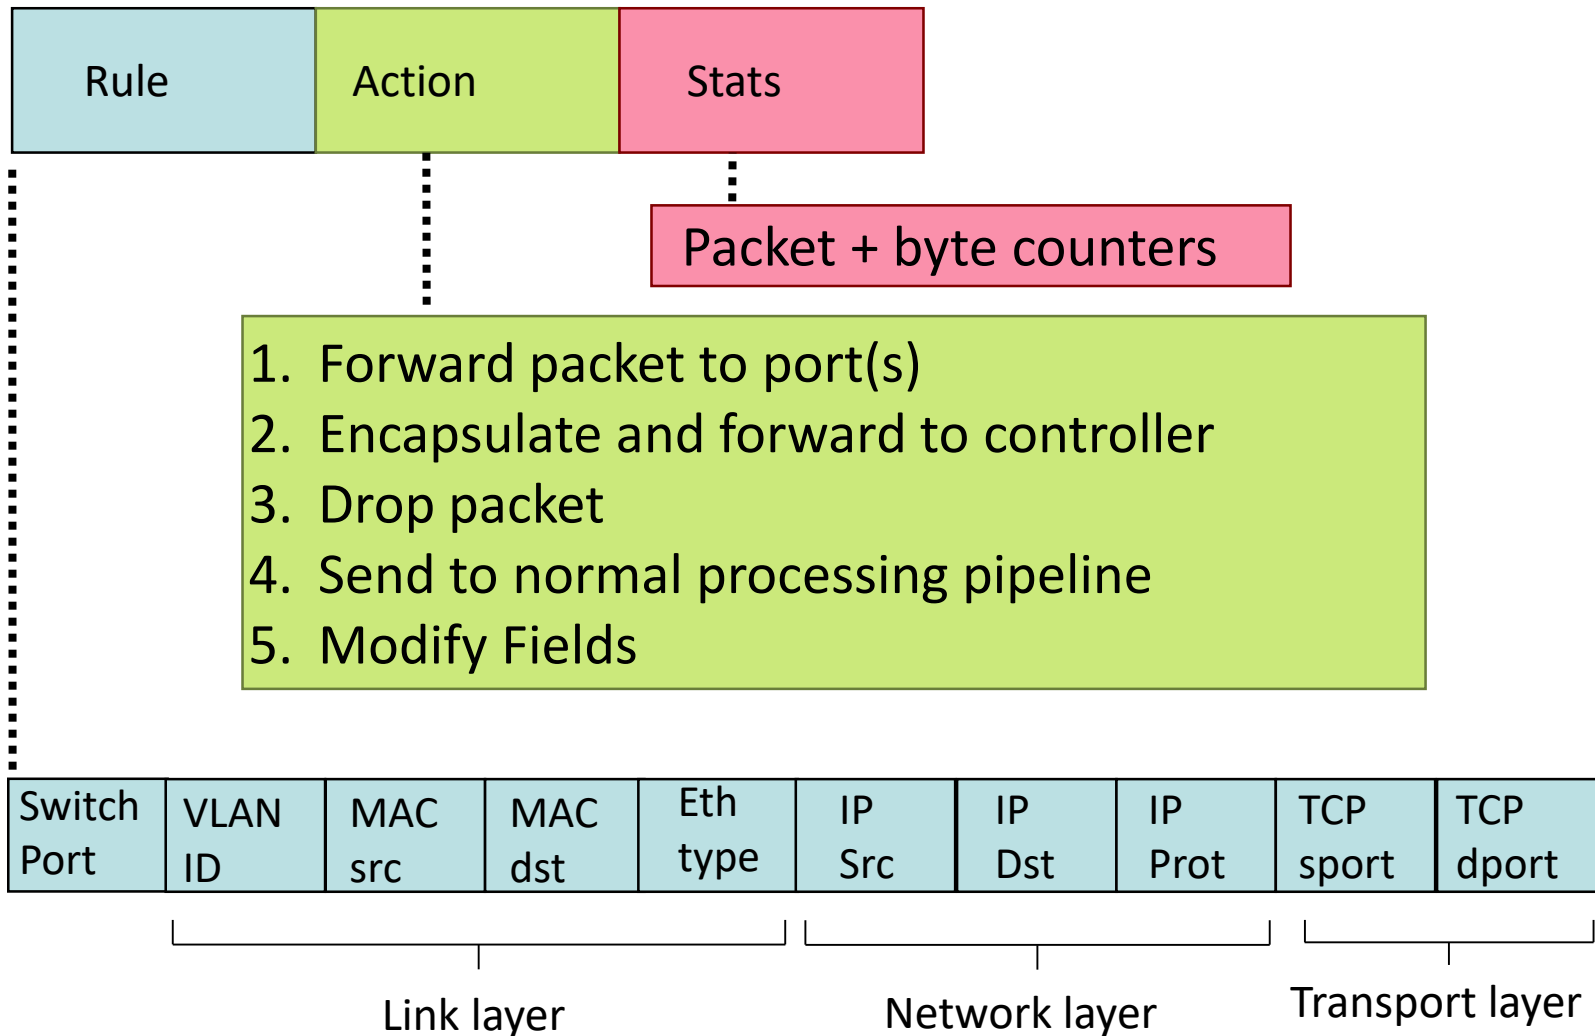 Rule Action Stats
Packet + byte counters
1. Forward packet to port(s)
2. Encapsulate and forward to controller
3. Drop packet
4. Send to normal processing pipeline
5. Modify Fields
Switch
Port
VLAN
ID
MAC
src
MAC
dst
Eth
type
IP
Src
IP
Dst
IP
Prot
TCP
sport
TCP
dport
Link layer
Network layer
Transport layer